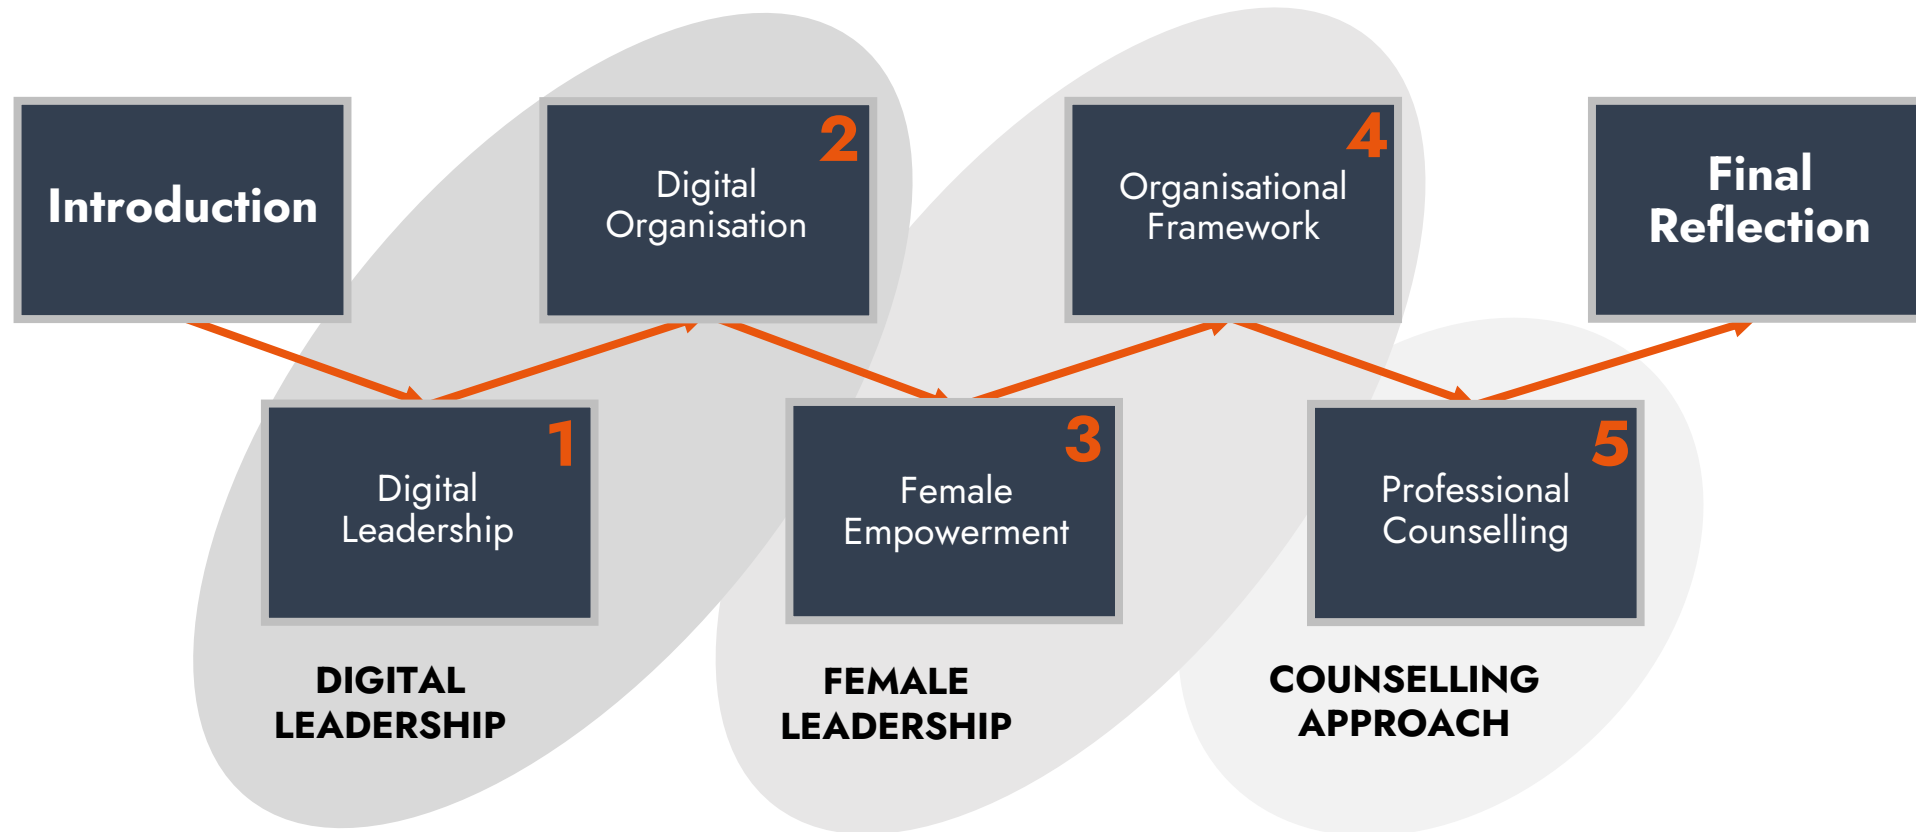 Introduction
1
Digital
Leadership
2
Digital
Organisation
3
Female
Empowerment
4
Organisational
Framework
5
Professional
Counselling
Final
Reflection
DIGITAL
LEADERSHIP
FEMALE
LEADERSHIP
COUNSELLING
APPROACH